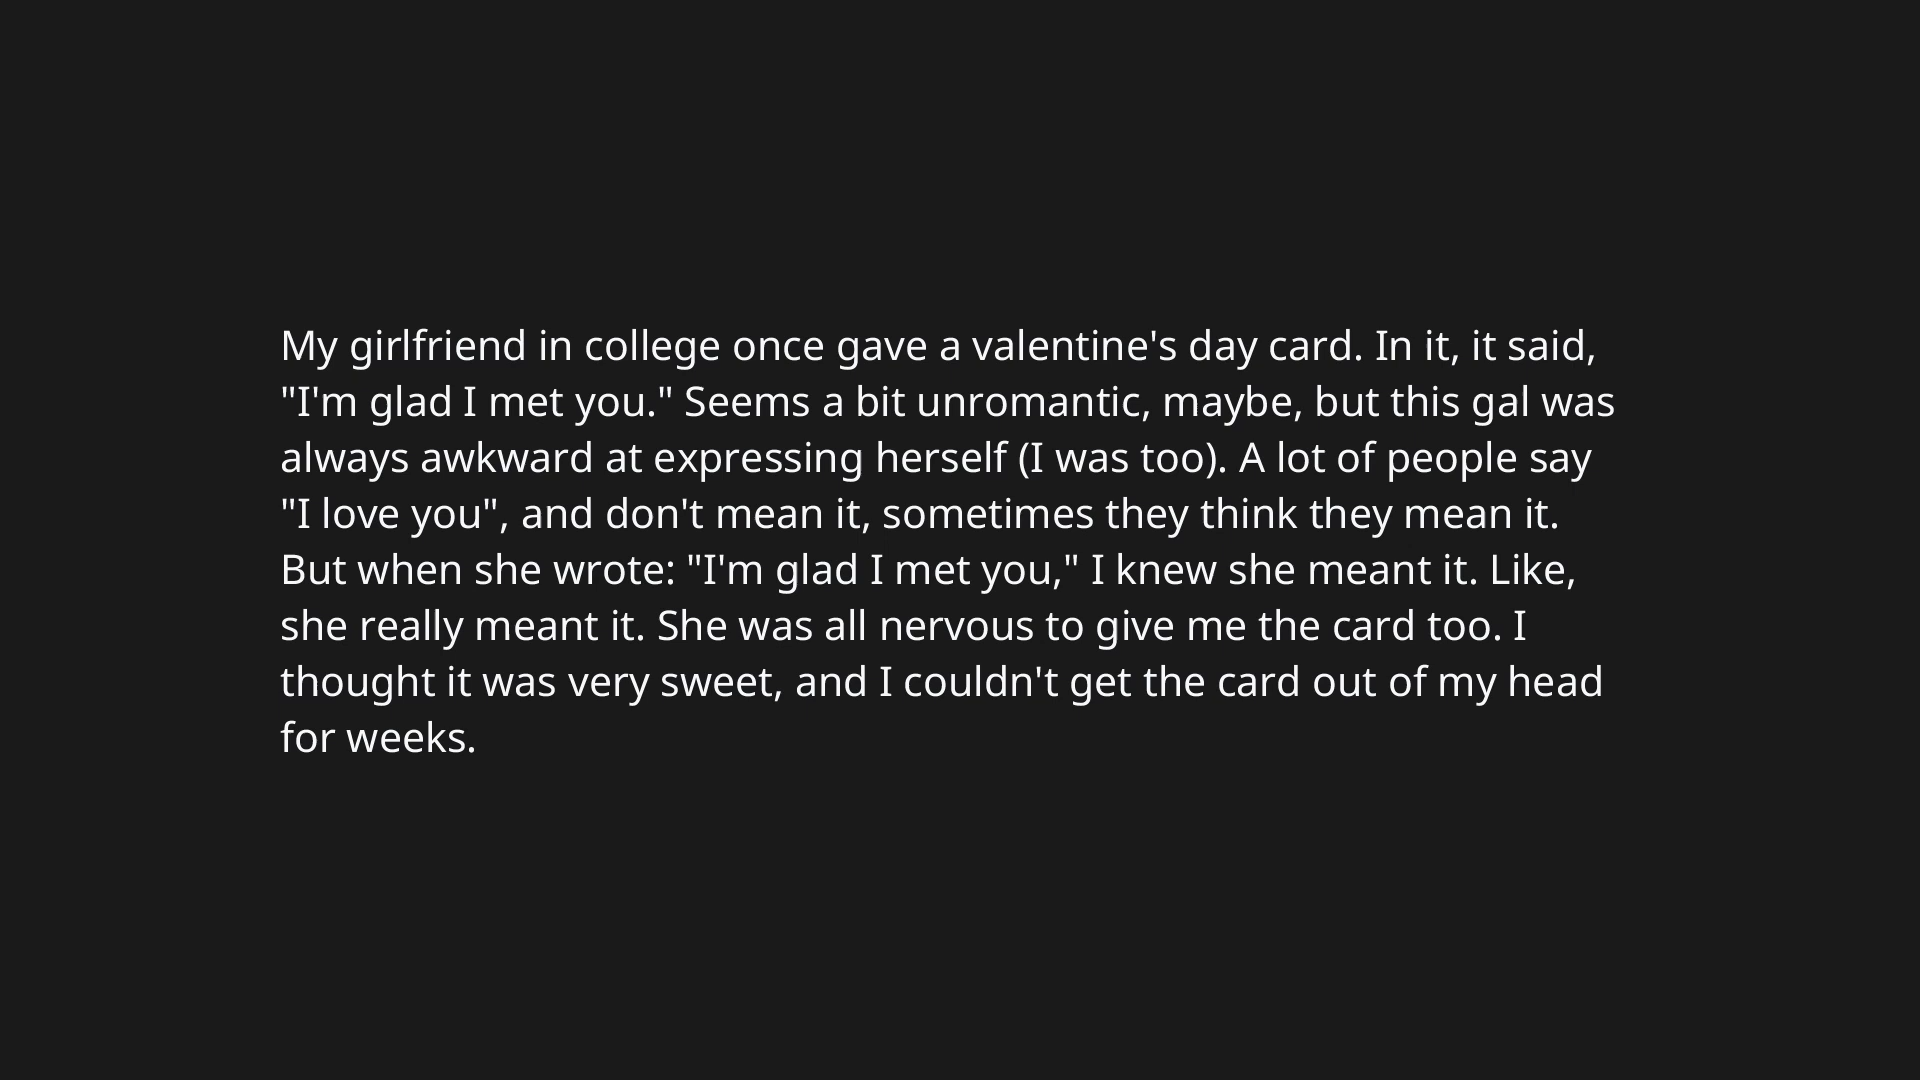 My girlfriend in college once gave a valentine's day card. In it, it said,
"I'm glad I met you." Seems a bit unromantic, maybe, but this gal was
always awkward at expressing herself (I was too). A lot of people say
"I love you", and don't mean it, sometimes they think they mean it.
But when she wrote: "I'm glad I met you," I knew she meant it. Like,
she really meant it. She was all nervous to give me the card too. I
thought it was very sweet, and I couldn't get the card out of my head
for weeks.